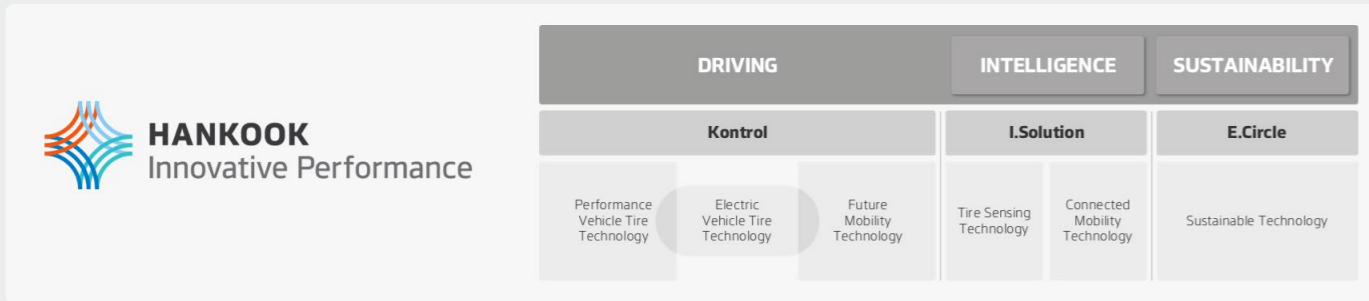 HANKOOK
Innovative Performance
DRIVING
INTELLIGENCE
SUSTAINABILITY
Kontrol
I.Solution
E.Circle
Performance
Vehicle Tire
Technology
Electric
Vehicle Tire
Technology
Future
Mobility
Technology
Tire Sensing
Technology
Connected
Mobility
Technology
Sustainable Technology